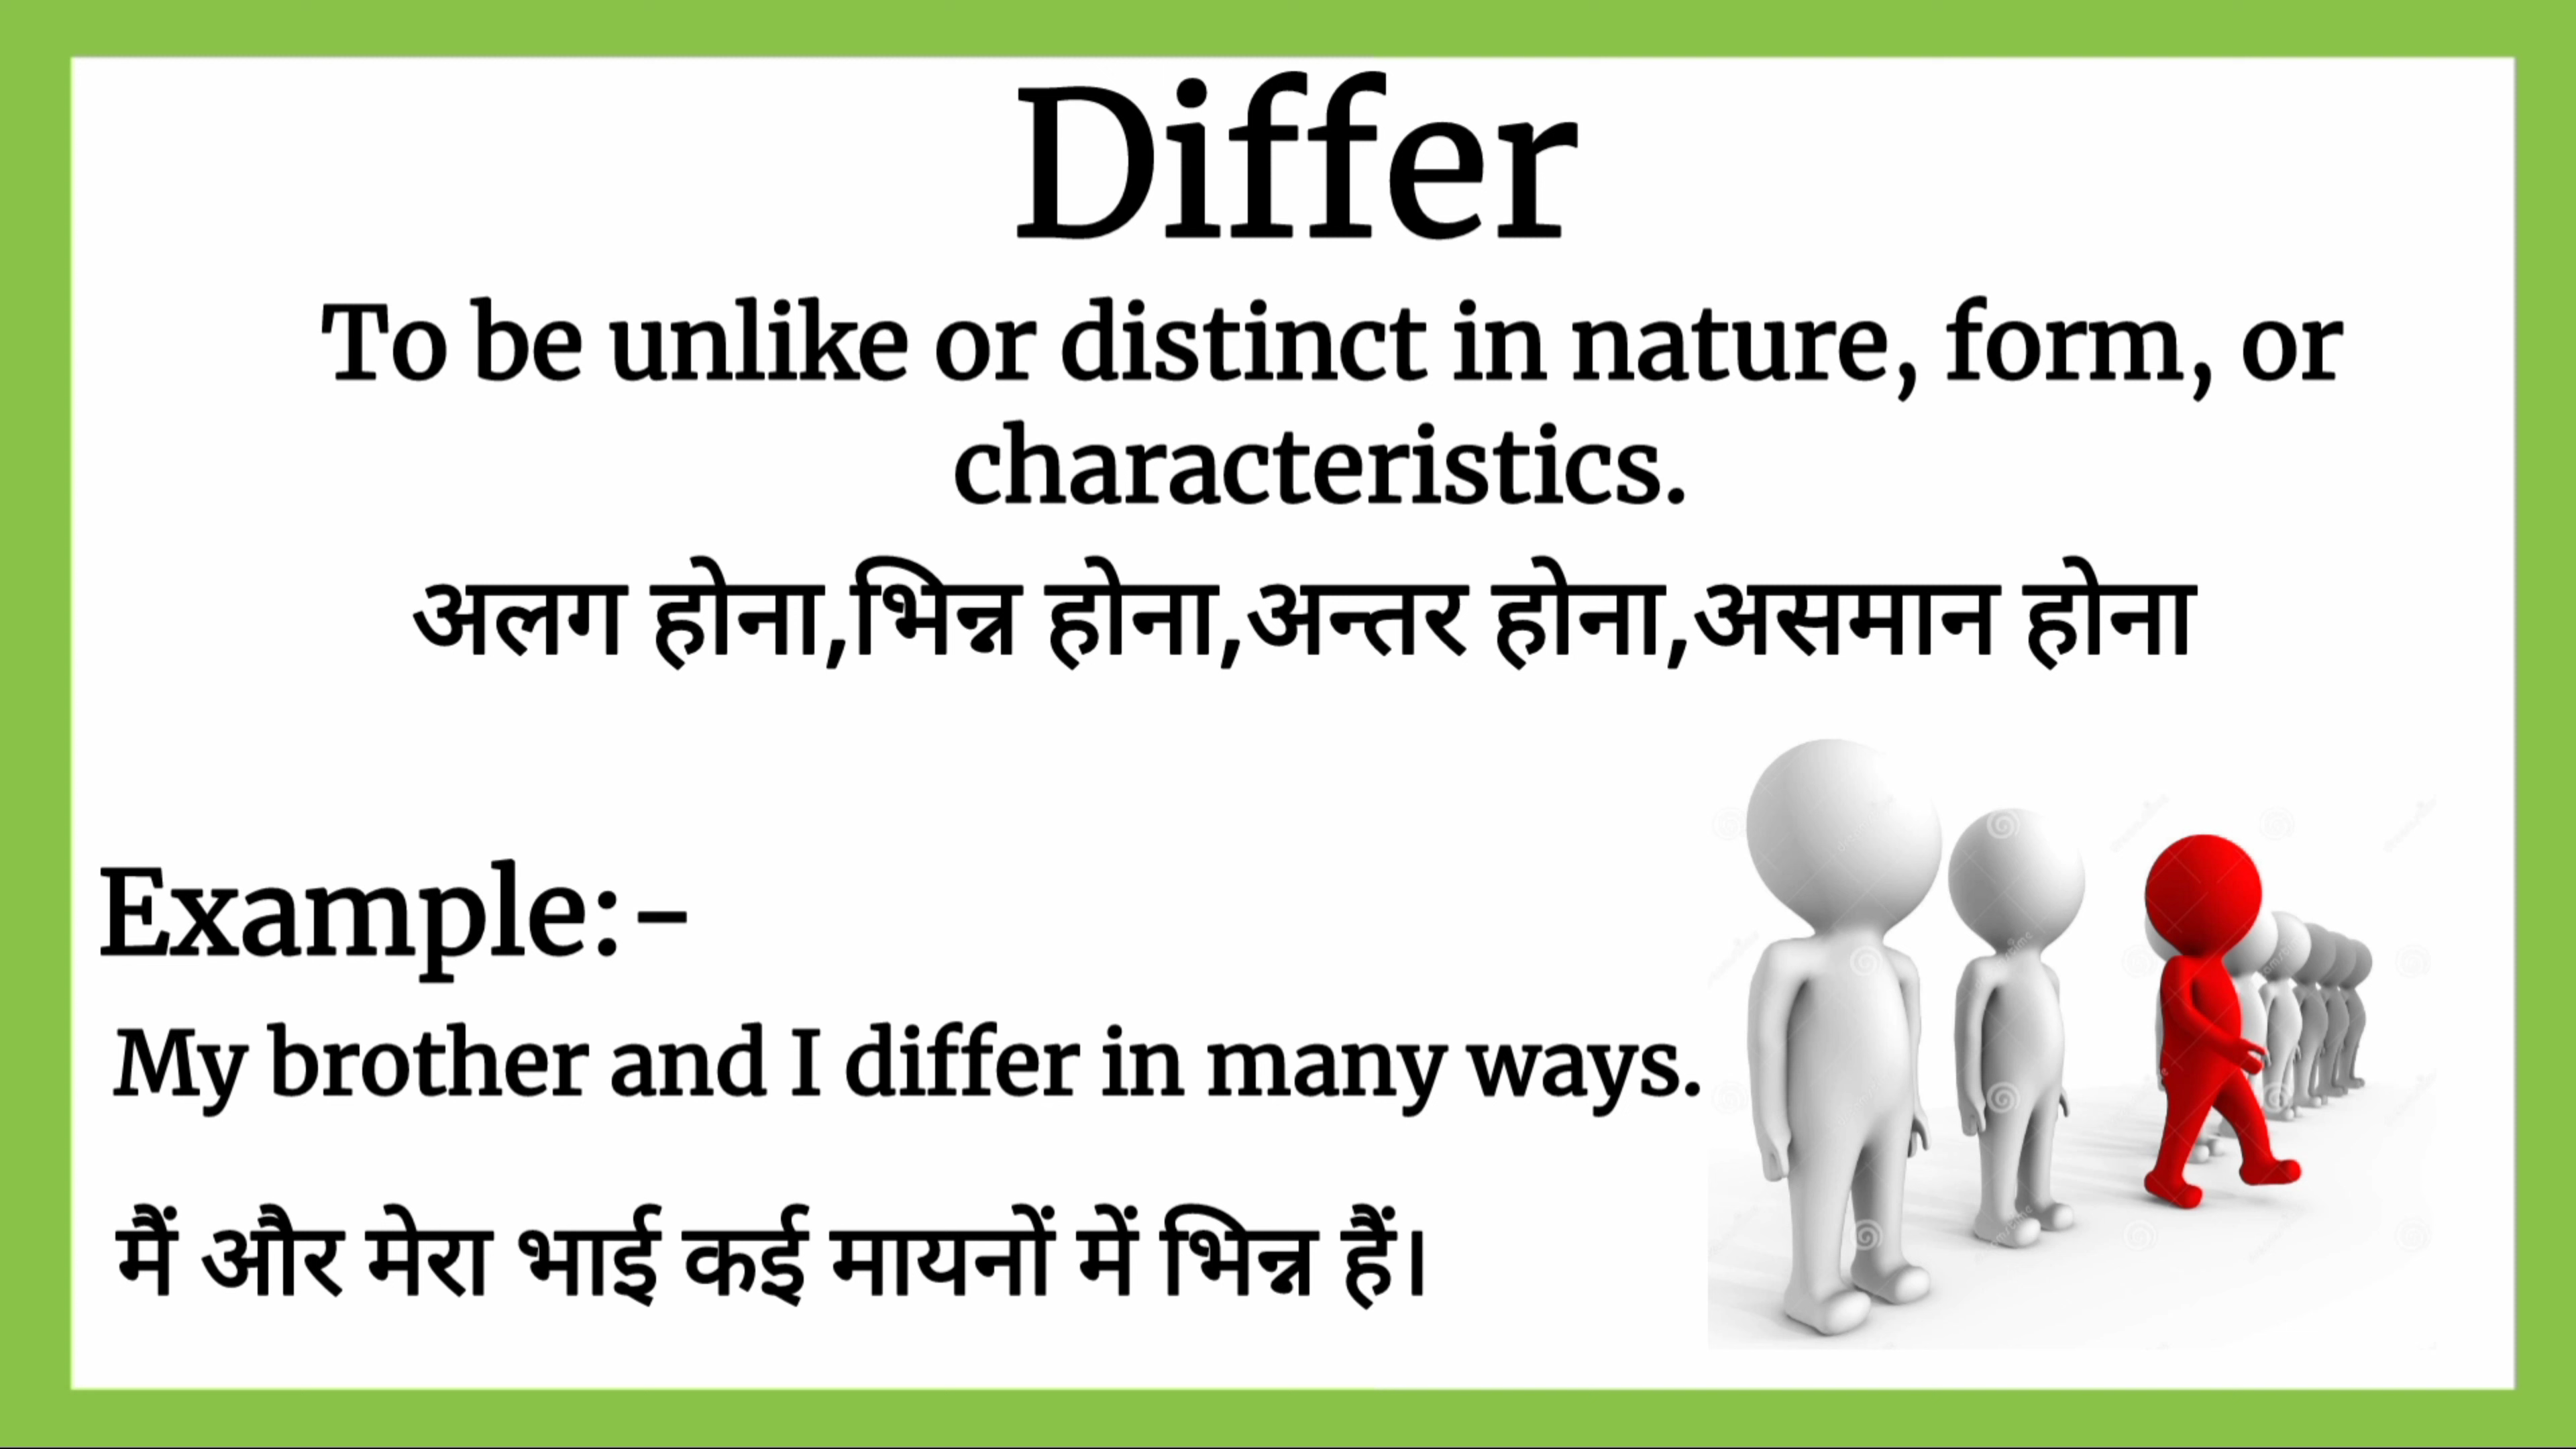 Differ
To be unlike or distinct in nature, form, or
characteristics.
अलग होना,भिन्न होना,अन्तर होना,असमान होना
Example:-
My brother and I differ in many ways.
मैं और मेरा भाई कई मायनों में भिन्न हैं।